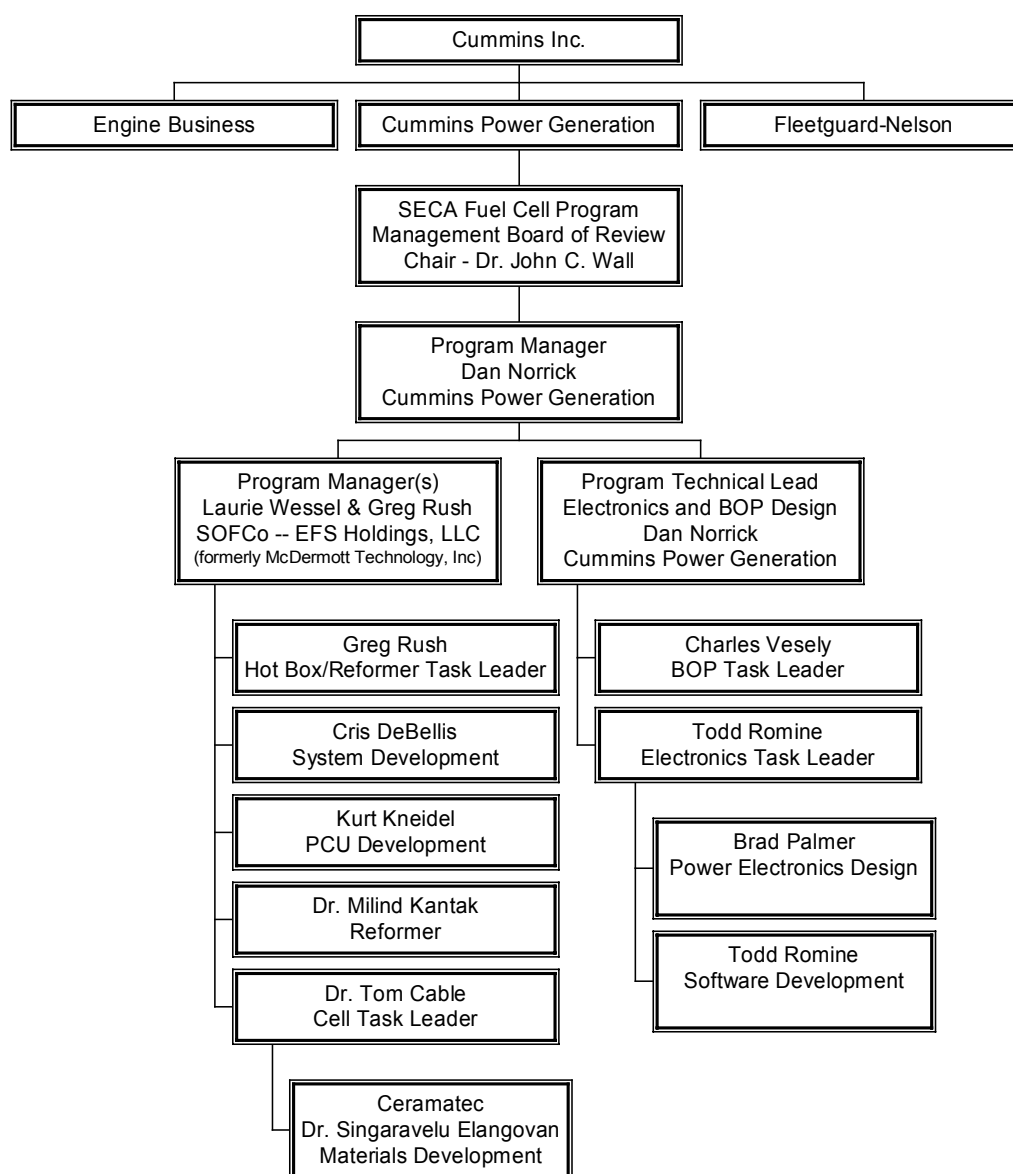 Cummins Inc.
Engine Business
Cummins Power Generation
Fleetguard-Nelson
SECA Fuel Cell Program
Management Board of Review
Chair - Dr. John C. Wall
Program Manager
Dan Norrick
Cummins Power Generation
Program Manager(s)
Laurie Wessel & Greg Rush
SOFCo -- EFS Holdings, LLC
(formerly McDermott Technology, Inc)
Program Technical Lead
Electronics and BOP Design
Dan Norrick
Cummins Power Generation
Greg Rush
Hot Box/Reformer Task Leader
Cris DeBellis
System Development
Kurt Kneidel
PCU Development
Dr. Milind Kantak
Reformer
Dr. Tom Cable
Cell Task Leader
Ceramatec
Dr. Singaravelu Elangovan
Materials Development
Charles Vesely
BOP Task Leader
Todd Romine
Electronics Task Leader
Brad Palmer
Power Electronics Design
Todd Romine
Software Development